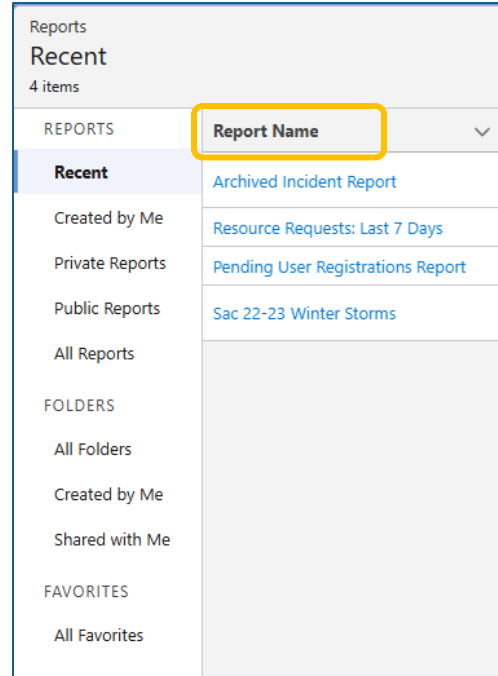 Reports
Recent
4 items
REPORTS
Recent
Created by Me
Private Reports
Public Reports
All Reports
FOLDERS
All Folders
Created by Me
Shared with Me
FAVORITES
All Favorites
Report Name
Archived Incident Report
Resource Requests: Last 7 Days
Pending User Registrations Report
Sac 22-23 Winter Storms